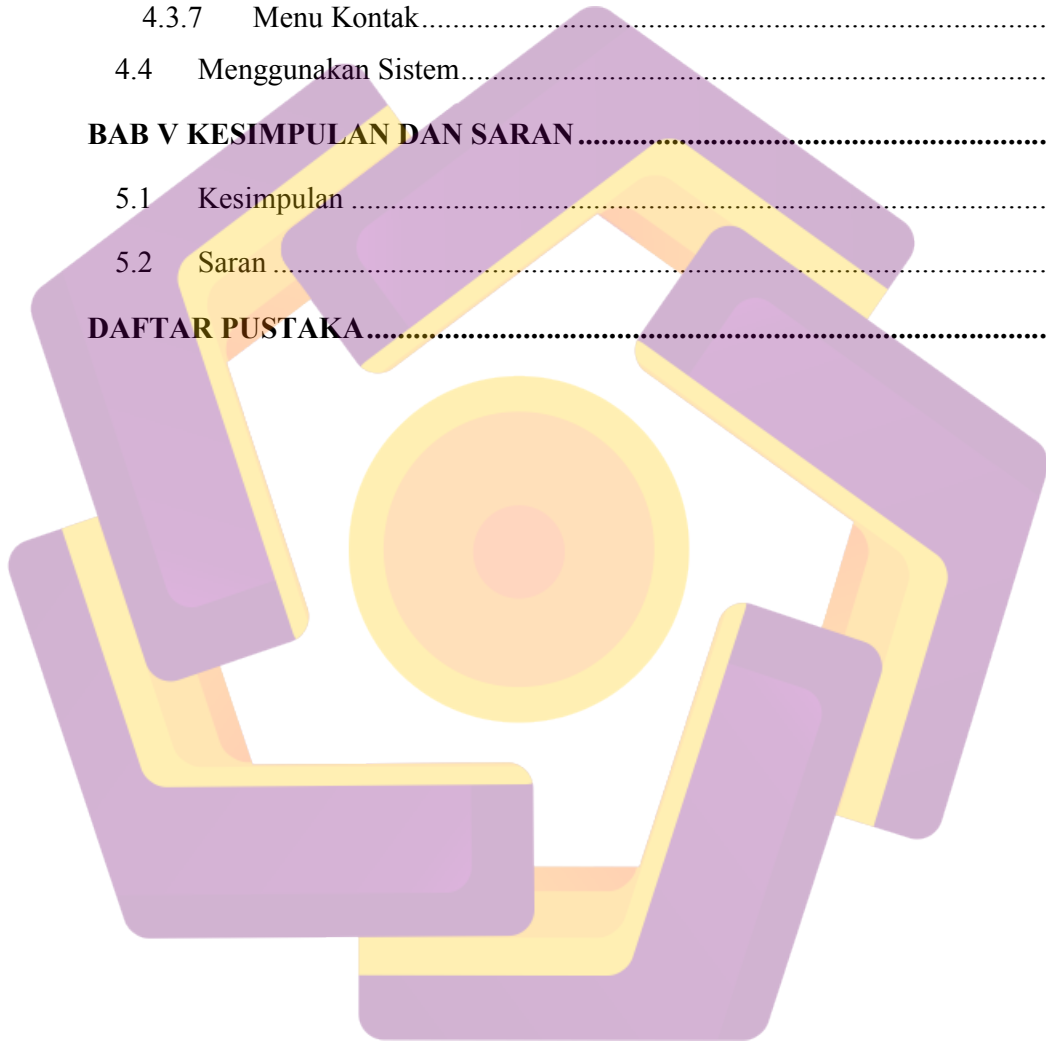 4.3.7 Menu Kontak................................................................................
4.4 Menggunakan Sistem................................................................................
BAB V KESIMPULAN DAN SARAN................................................................
5.1 Kesimpulan................................................................................
5.2 Saran................................................................................
DAFTAR PUSTAKA................................................................................